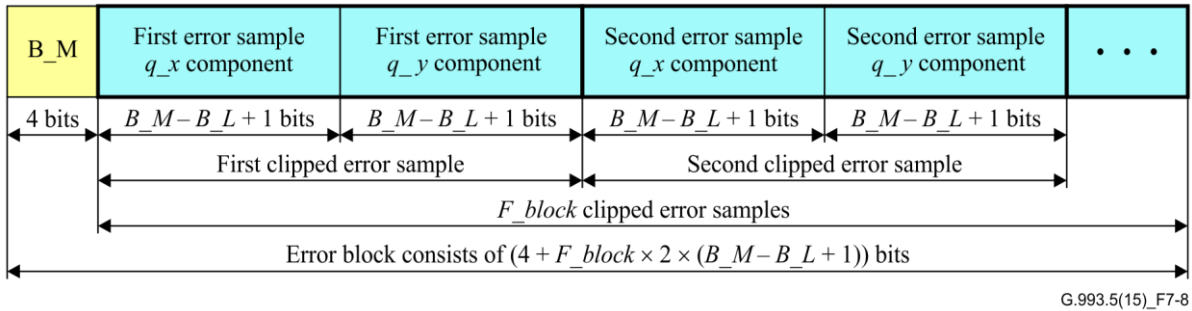 B_M
First error sample
q_x component
First error sample
q_y component
Second error sample
q_x component
Second error sample
q_y component
• • •
4 bits
B_M – B_L + 1 bits
B_M – B_L + 1 bits
B_M – B_L + 1 bits
B_M – B_L + 1 bits
First clipped error sample
Second clipped error sample
F_block clipped error samples
Error block consists of (4 + F_block × 2 × (B_M – B_L + 1)) bits
G.993.5(15)_F7-8